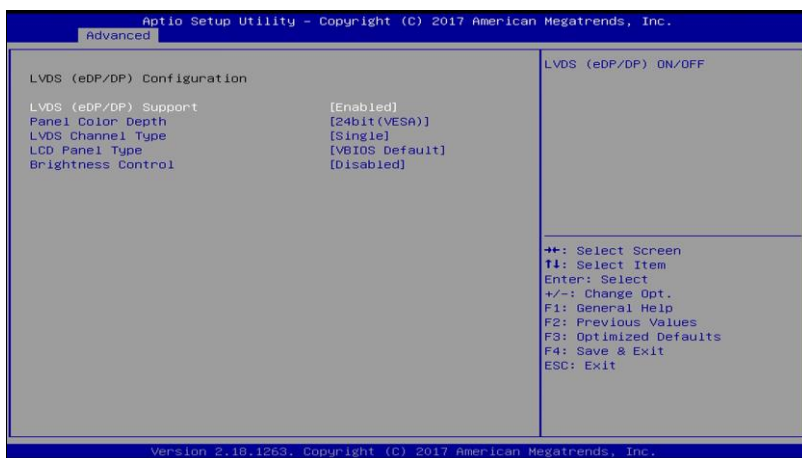 Aptio Setup Utility – Copyright (C) 2017 American Megatrends, Inc.
Advanced
LVDS (eDP/DP) Configuration
LVDS (eDP/DP) Support [Enabled]
Panel Color Depth [24bit(VESA)]
LVDS Channel Type [Single]
LCD Panel Type [VBIOS Default]
Brightness Control [Disabled]
LVDS (eDP/DP) ON/OFF
→←: Select Screen
↑↓: Select Item
Enter: Select
+/-: Change Opt.
F1: General Help
F2: Previous Values
F3: Optimized Defaults
F4: Save & Exit
ESC: Exit
Version 2.18.1263. Copyright (C) 2017 American Megatrends, Inc.